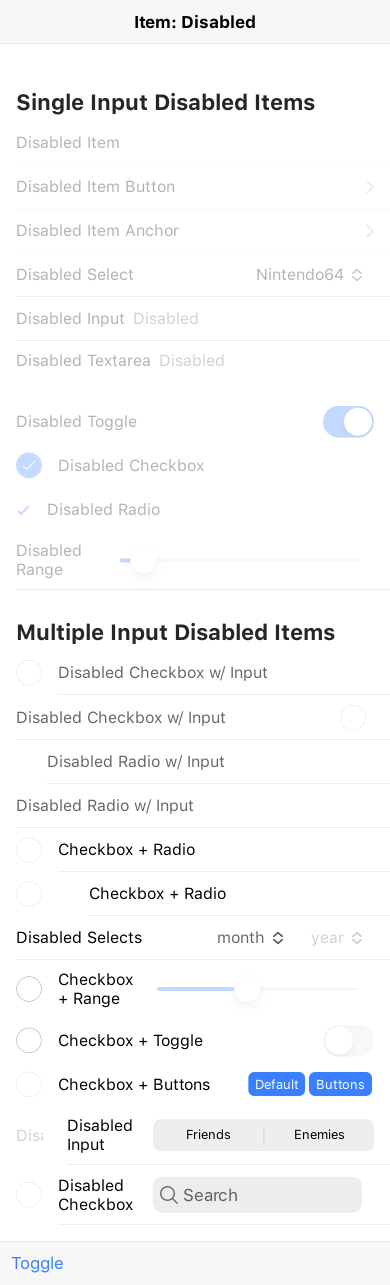 Item: Disabled
Single Input Disabled Items
Disabled Item
Disabled Item Button
Disabled Item Anchor
Disabled Select Nintendo64
Disabled Input Disabled
Disabled Textarea Disabled
Disabled Toggle
Disabled Checkbox
Disabled Radio
Disabled
Range
Multiple Input Disabled Items
Disabled Checkbox w/ Input
Disabled Checkbox w/ Input
Disabled Radio w/ Input
Disabled Radio w/ Input
Checkbox + Radio
Checkbox + Radio
Disabled Selects month year
Checkbox
+ Range
Checkbox + Toggle
Checkbox + Buttons Default Buttons
Disabled
Input
Friends Enemies
Disabled
Checkbox
Search
Toggle